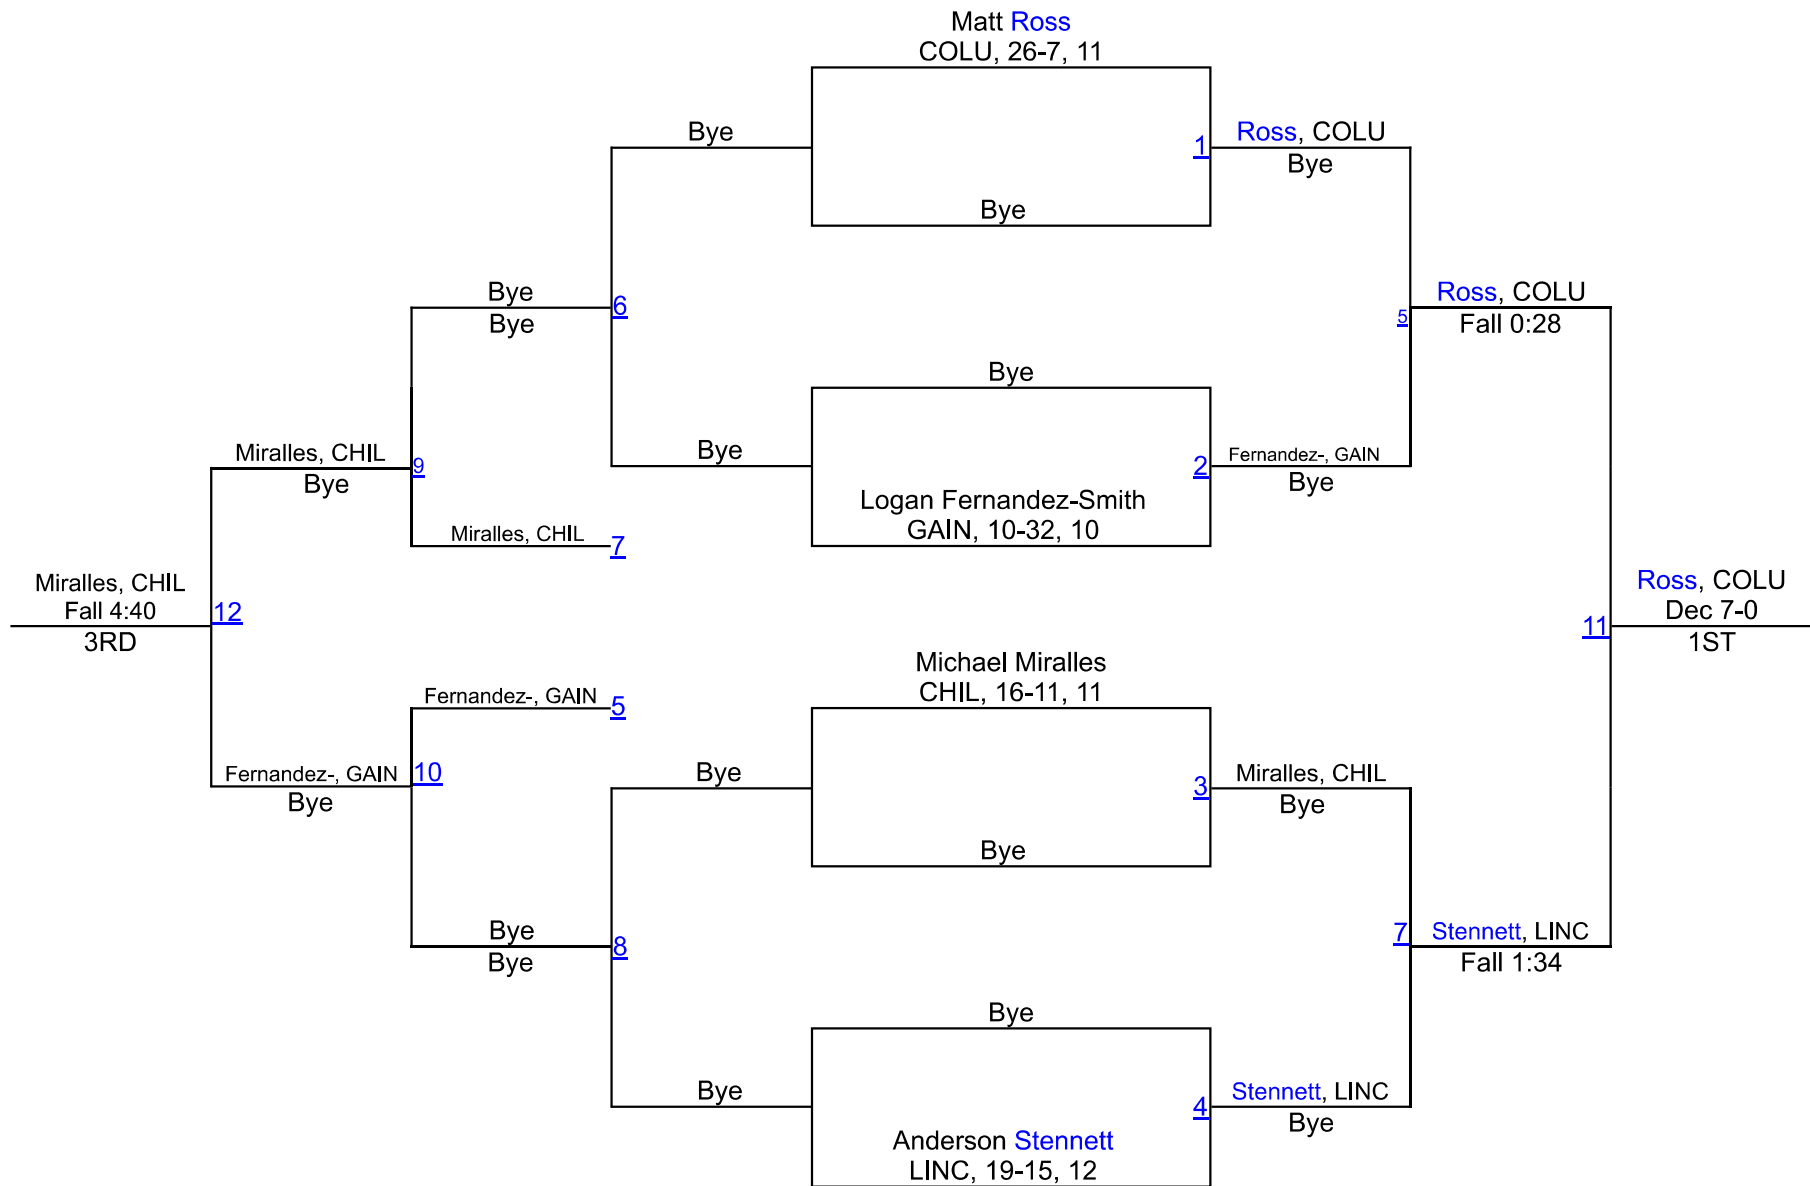 Matt Ross
COLU, 26-7, 11
Bye
1
Ross, COLU
Bye
Bye
Bye
Bye
6
5
Ross, COLU
Fall 0:28
Bye
Bye
2
Fernandez-, GAIN
Bye
Logan Fernandez-Smith
GAIN, 10-32, 10
Miralles, CHIL
Bye
9
Miralles, CHIL
7
Miralles, CHIL
Fall 4:40
3RD
12
Ross, COLU
Dec 7-0
1ST
11
Fernandez-, GAIN
5
Fernandez-, GAIN
Bye
10
Michael Miralles
CHIL, 16-11, 11
Bye
3
Miralles, CHIL
Bye
Bye
Bye
Bye
8
7
Stennett, LINC
Fall 1:34
Bye
Bye
4
Stennett, LINC
Bye
Anderson Stennett
LINC, 19-15, 12